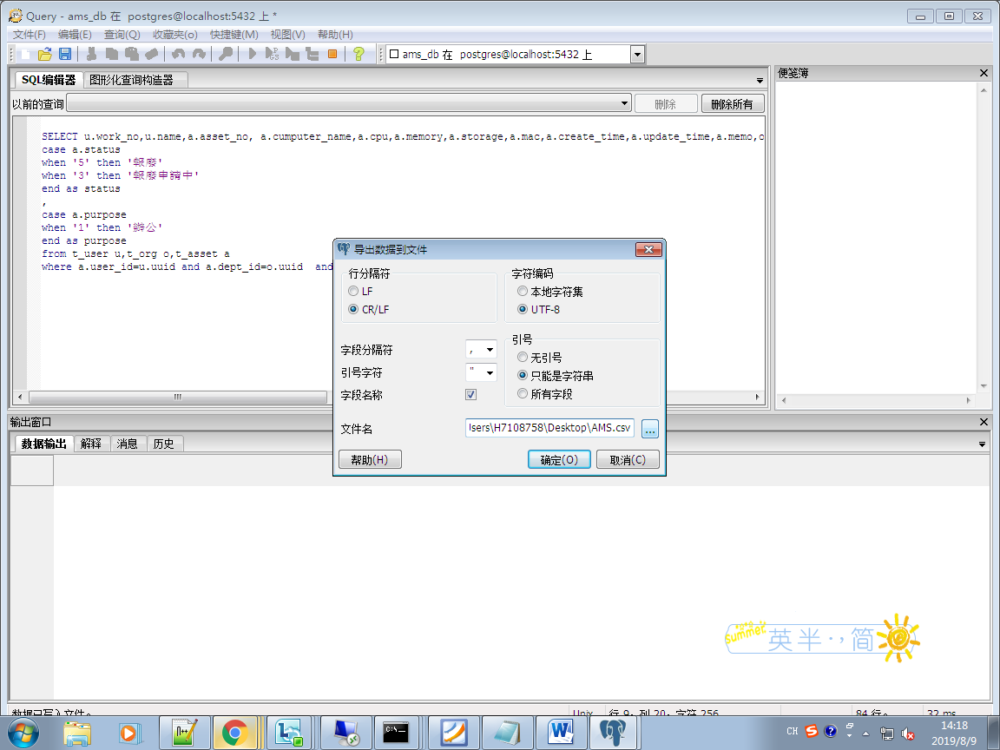 Query - ams_db 在 postgres@localhost:5432 上 *
文件(F) 编辑(E) 查询(Q) 收藏夹(o) 快捷键(M) 视图(V) 帮助(H)
ams_db 在 postgres@localhost:5432 上
SQL编辑器 图形化查询构造器
便笺簿
以前的查询 删除 删除所有
SELECT u.work_no,u.name,a.asset_no, a.cumputer_name,a.cpu,a.memory,a.storage,a.mac,a.create_time,a.update_time,a.memo,o
case a.status
when '5' then '報廢'
when '3' then '報廢申請中'
end as status
,
case a.purpose
when '1' then '辦公'
end as purpose
from t_user u,t_org o,t_asset a
where a.user_id=u.uuid and a.dept_id=o.uuid and
导出数据到文件
行分隔符
LF
CR/LF
字符编码
本地字符集
UTF-8
字段分隔符 ,
引号字符 "
字段名称
引号
无引号
只能是字符串
所有字段
文件名 lsers\H7108758\Desktop\AMS.csv ...
帮助(H) 确定(O) 取消(C)
输出窗口
数据输出 解释 消息 历史
summer
英 半 ·, 简
数据已写入文件。 Unix 行 9, 列 20, 字符 256 84 行。 32 ms
CH
14:18
2019/8/9